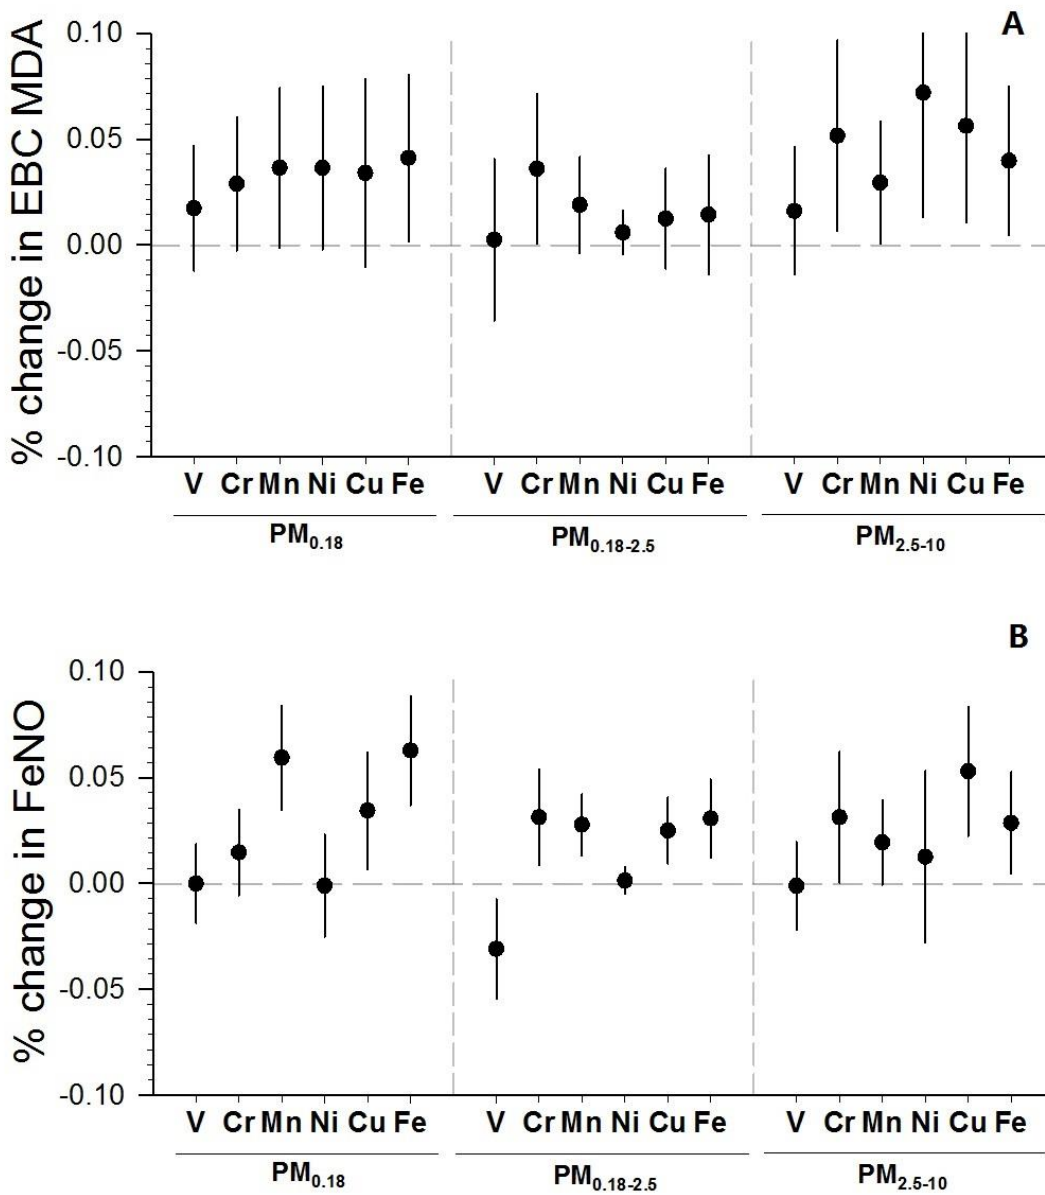 A
% change in EBC MDA
0.10
0.05
0.00
-0.05
-0.10
V Cr Mn Ni Cu Fe V Cr Mn Ni Cu Fe V Cr Mn Ni Cu Fe
PM0.18 PM0.18-2.5 PM2.5-10
B
% change in FeNO
0.10
0.05
0.00
-0.05
-0.10
V Cr Mn Ni Cu Fe V Cr Mn Ni Cu Fe V Cr Mn Ni Cu Fe
PM0.18 PM0.18-2.5 PM2.5-10